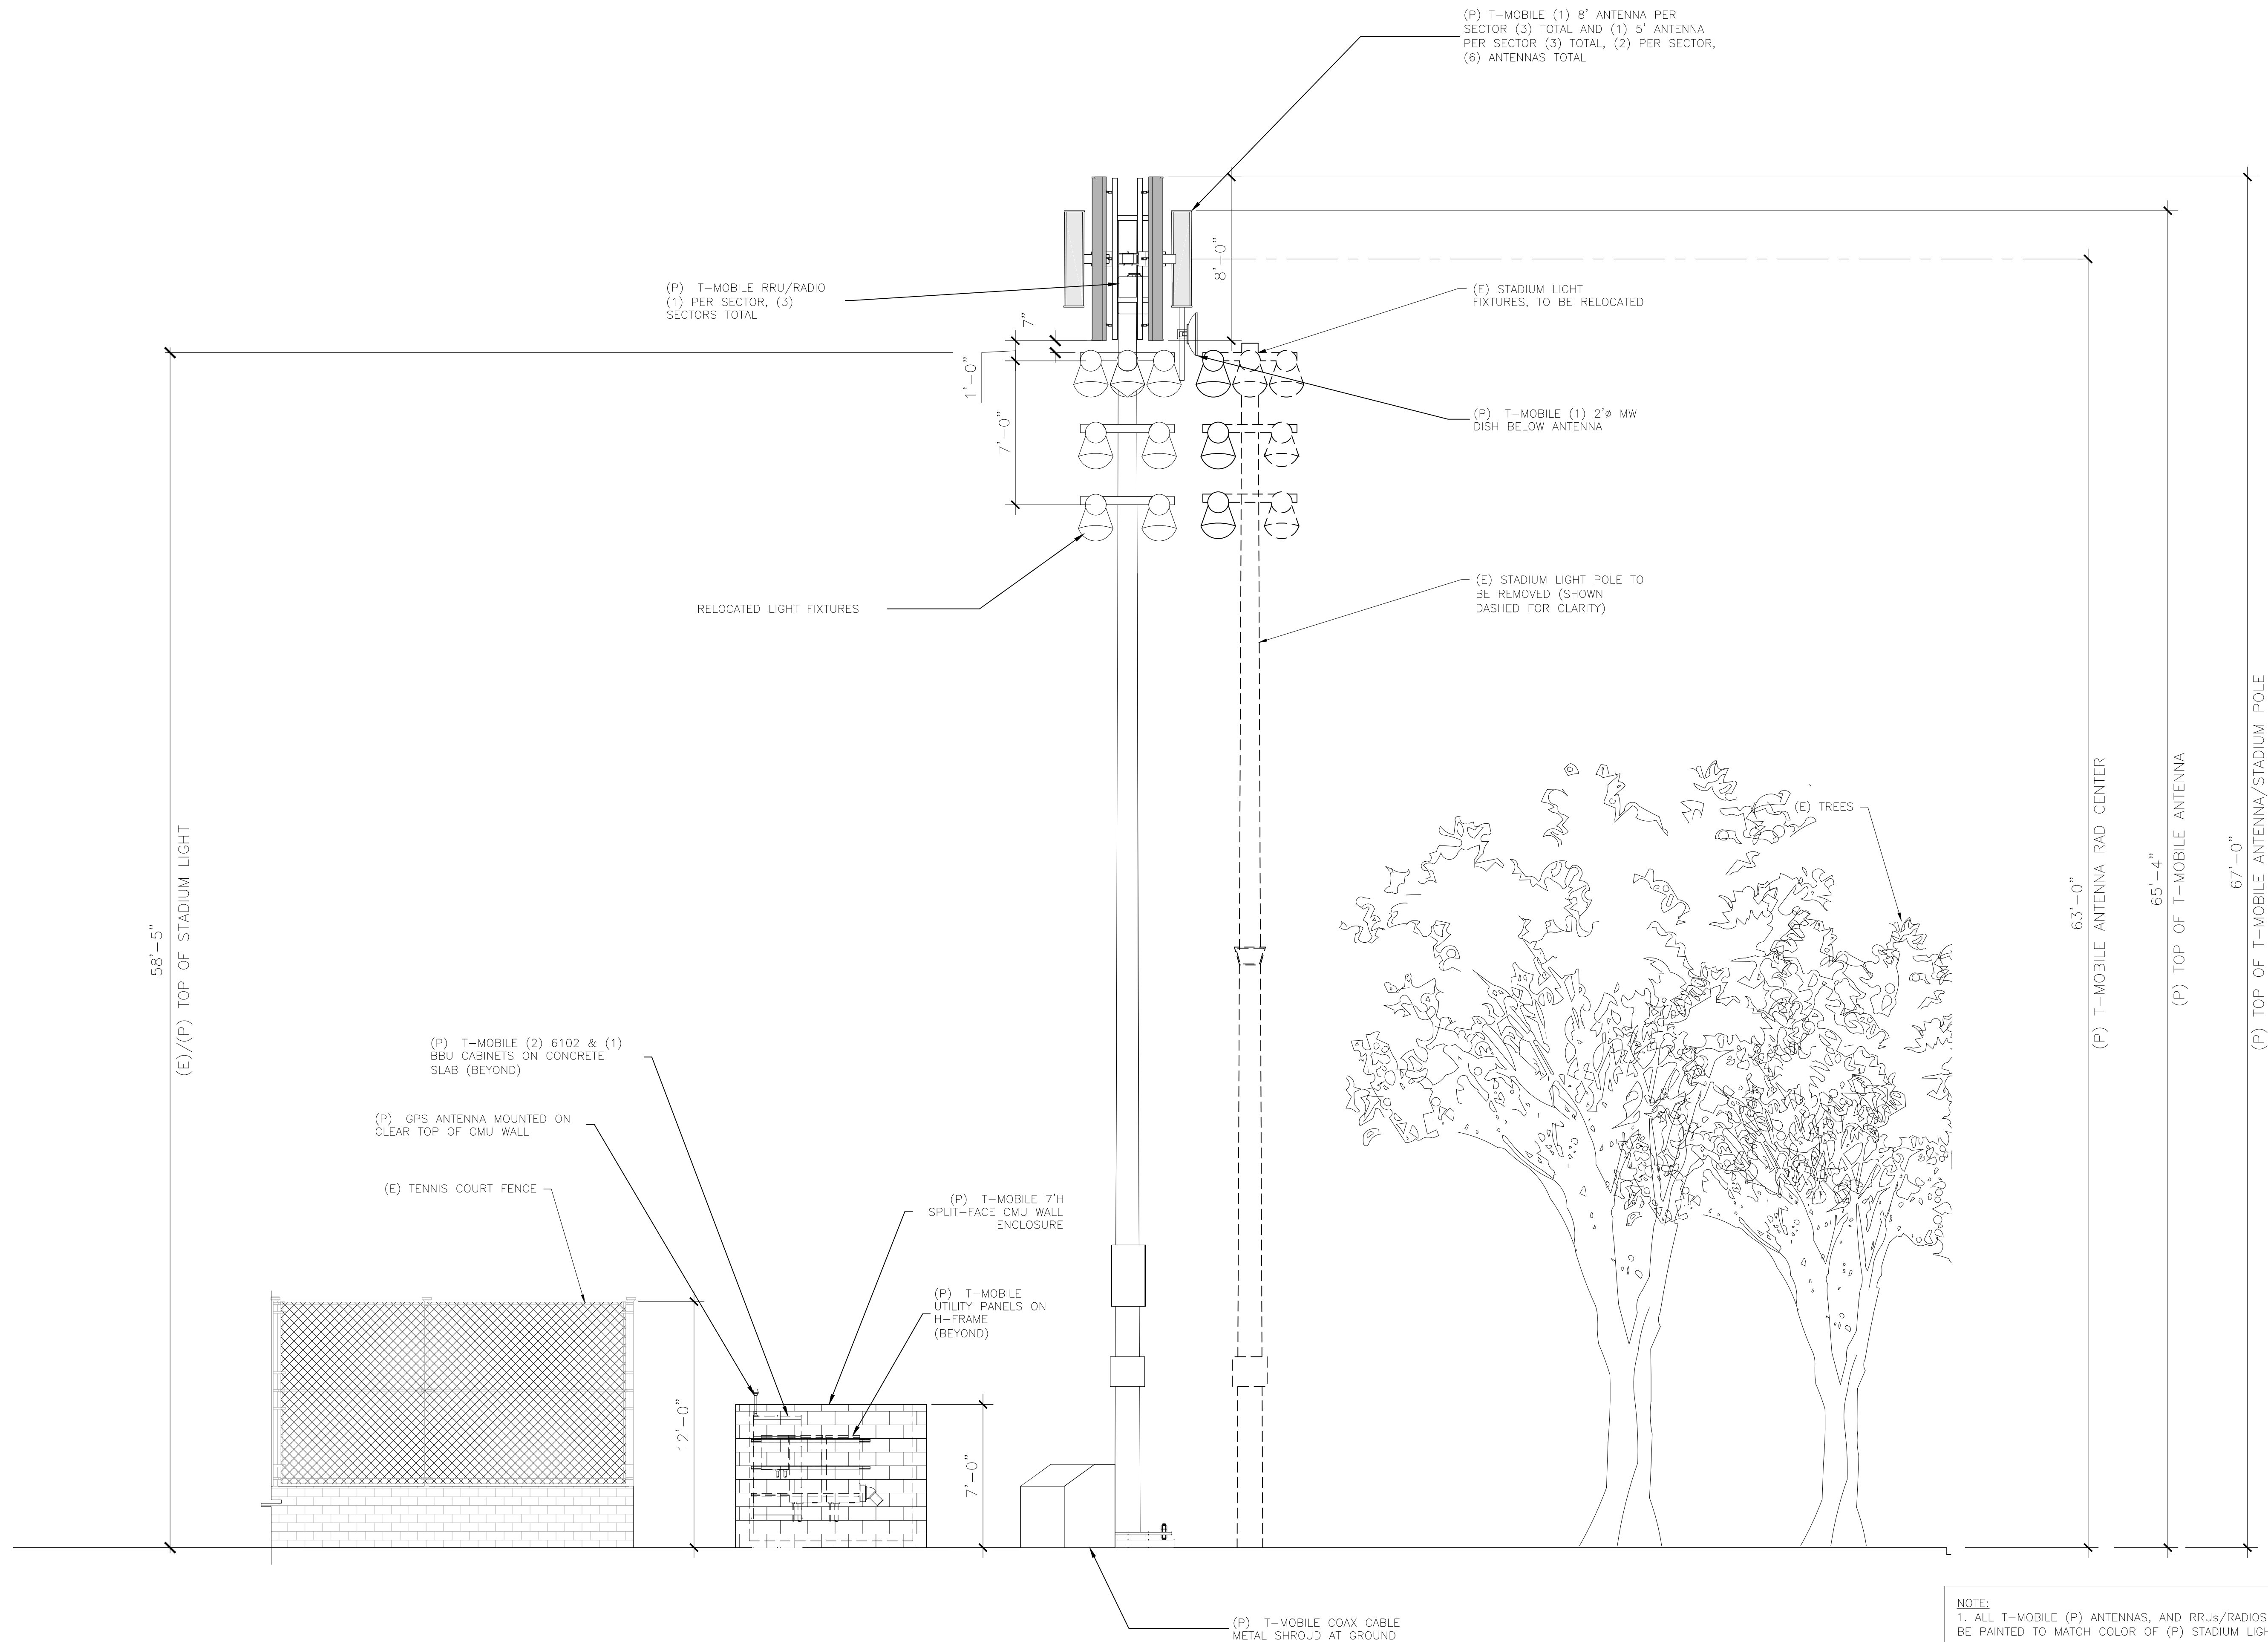 (P) T-MOBILE (1) 8' ANTENNA PER
SECTOR (3) TOTAL AND (1) 5' ANTENNA
PER SECTOR (3) TOTAL, (2) PER SECTOR,
(6) ANTENNAS TOTAL
(P) T-MOBILE RRU/RADIO
(1) PER SECTOR, (3)
SECTORS TOTAL
8'-0"
(E) STADIUM LIGHT
FIXTURES, TO BE RELOCATED
7"
1'-0"
7'-0"
(P) T-MOBILE (1) 2'ø MW
DISH BELOW ANTENNA
(E) STADIUM LIGHT POLE TO
BE REMOVED (SHOWN
DASHED FOR CLARITY)
RELOCATED LIGHT FIXTURES
(E) TREES
58'-5"
(E)/(P) TOP OF STADIUM LIGHT
63'-0"
(P) T-MOBILE ANTENNA RAD CENTER
65'-4"
(P) TOP OF T-MOBILE ANTENNA
67'-0"
(P) TOP OF T-MOBILE ANTENNA/STADIUM POLE
(P) T-MOBILE (2) 6102 & (1)
BBU CABINETS ON CONCRETE
SLAB (BEYOND)
(P) GPS ANTENNA MOUNTED ON
CLEAR TOP OF CMU WALL
(E) TENNIS COURT FENCE
(P) T-MOBILE 7'H
SPLIT-FACE CMU WALL
ENCLOSURE
(P) T-MOBILE
UTILITY PANELS ON
H-FRAME
(BEYOND)
12'-0"
7'-0"
(P) T-MOBILE COAX CABLE
METAL SHROUD AT GROUND
NOTE:
1. ALL T-MOBILE (P) ANTENNAS, AND RRUs/RADIOS
BE PAINTED TO MATCH COLOR OF (P) STADIUM LIG